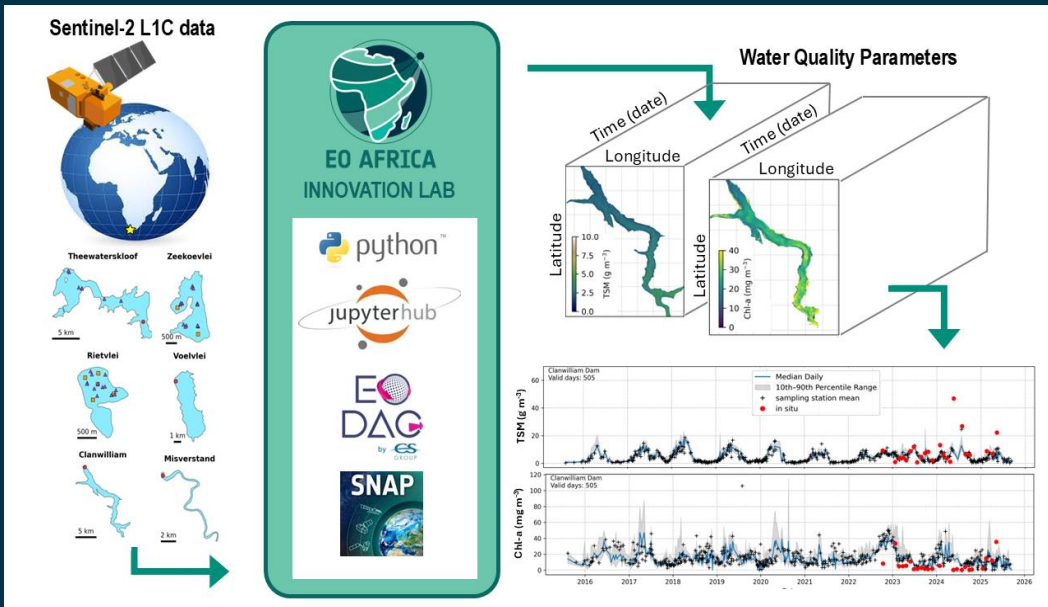 Sentinel-2 L1C data
Theewaterskloof
Zeekoevlei
5 km
500 m
Rietvlei
Voelvlei
500 m
1 km
Clanwilliam
Misverstand
5 km
2 km
EO AFRICA
INNOVATION LAB
python™
jupyterhub
EO
DAG
by CS
GROUP
SNAP
Water Quality Parameters
Time (date)
Longitude
Latitude
10.0
7.5
5.0
2.5
0.0
TSM (g m⁻³)
Time (date)
Longitude
Latitude
40
30
20
10
0
Chl-a (mg m⁻³)
Clanwilliam Dam
Valid days: 505
Median Daily
10th–90th Percentile Range
sampling station mean
in situ
TSM (g m⁻³)
60
40
20
0
Clanwilliam Dam
Valid days: 505
Chl-a (mg m⁻³)
120
100
80
60
40
20
0
2016 2017 2018 2019 2020 2021 2022 2023 2024 2025 2026